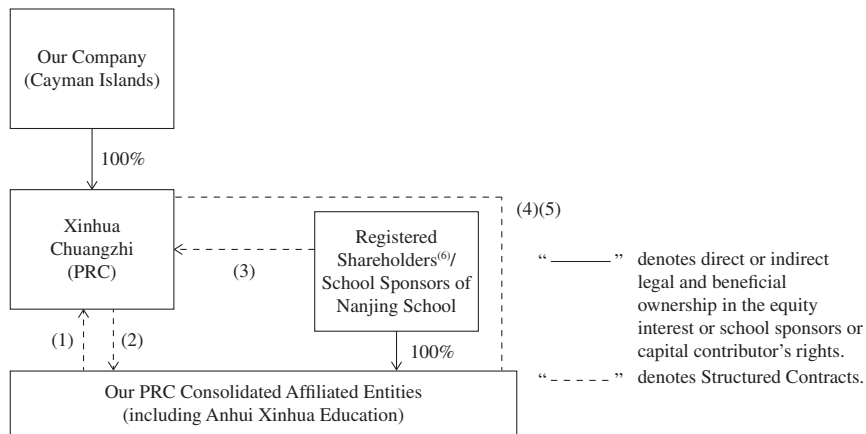 Our Company
(Cayman Islands)
100%
Xinhua
Chuangzhi
(PRC)
(3)
Registered
Shareholders(6)/
School Sponsors of
Nanjing School
(4)(5)
“ ” denotes direct or indirect
legal and beneficial
ownership in the equity
interest or school sponsors or
capital contributor’s rights.
(1)
(2)
100%
“ ” denotes Structured Contracts.
Our PRC Consolidated Affiliated Entities
(including Anhui Xinhua Education)